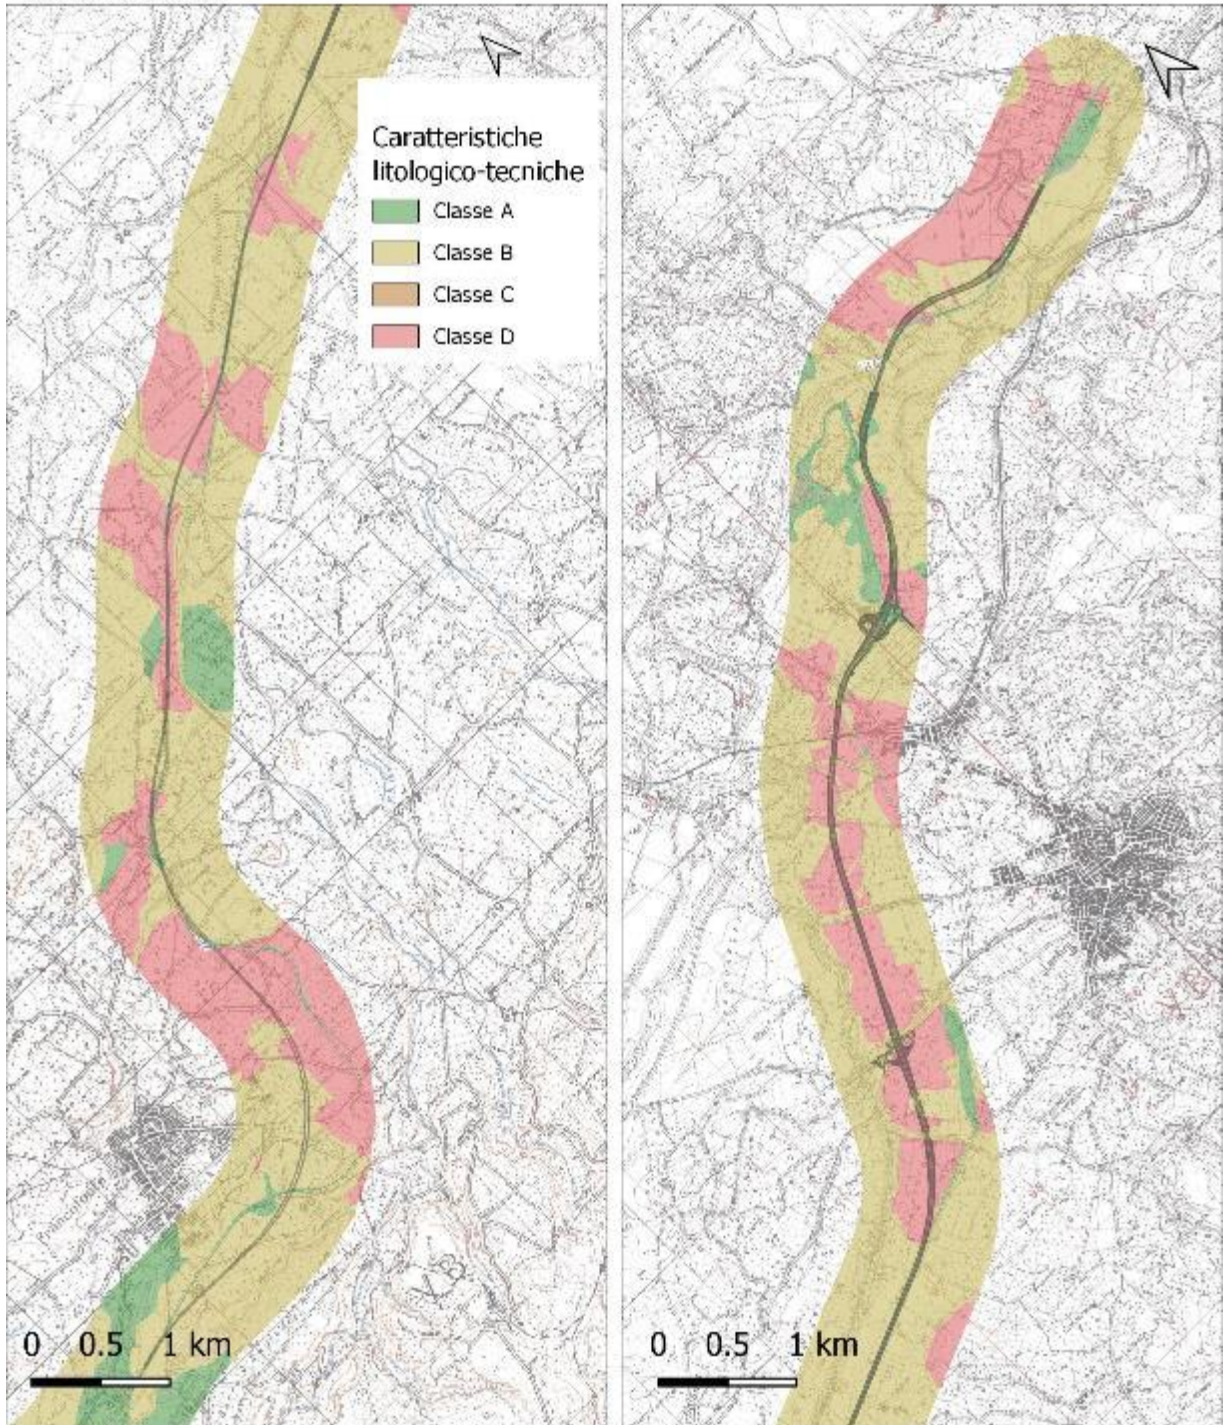 Caratteristiche
litologico-tecniche
Classe A
Classe B
Classe C
Classe D
0 0.5 1 km
0 0.5 1 km